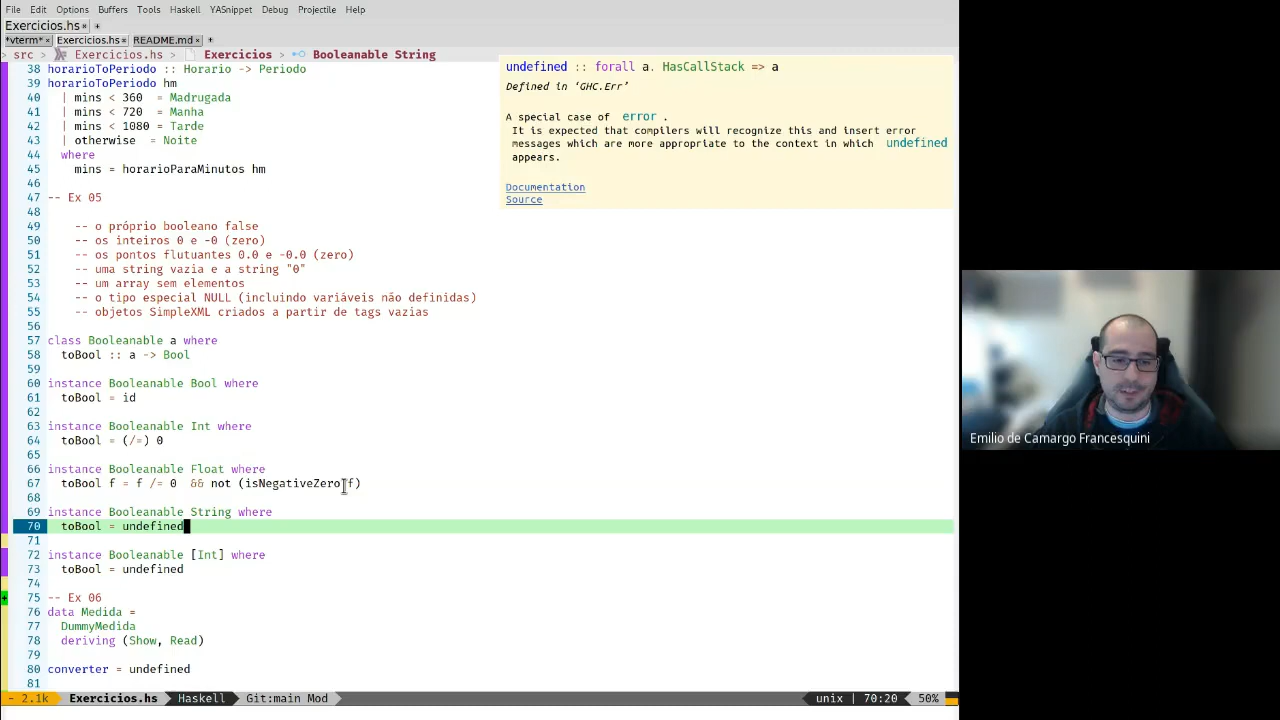 File Edit Options Buffers Tools Haskell YASnippet Debug Projectile Help
Exercicios.hs × +
*vterm* × Exercicios.hs × README.md × +
> src > Exercicios.hs > Exercicios > Booleanable String
38 horarioToPeriodo :: Horario -> Periodo
39 horarioToPeriodo hm
40 | mins < 360 = Madrugada
41 | mins < 720 = Manha
42 | mins < 1080 = Tarde
43 | otherwise = Noite
44 where
45 mins = horarioParaMinutos hm
46
47 -- Ex 05
48
49 -- o próprio booleano false
50 -- os inteiros 0 e -0 (zero)
51 -- os pontos flutuantes 0.0 e -0.0 (zero)
52 -- uma string vazia e a string "0"
53 -- um array sem elementos
54 -- o tipo especial NULL (incluindo variáveis não definidas)
55 -- objetos SimpleXML criados a partir de tags vazias
56
57 class Booleanable a where
58 toBool :: a -> Bool
59
60 instance Booleanable Bool where
61 toBool = id
62
63 instance Booleanable Int where
64 toBool = (/=) 0
65
66 instance Booleanable Float where
67 toBool f = f /= 0 && not (isNegativeZero f)
68
69 instance Booleanable String where
70 toBool = undefined
71
72 instance Booleanable [Int] where
73 toBool = undefined
74
75 -- Ex 06
76 data Medida =
77 DummyMedida
78 deriving (Show, Read)
79
80 converter = undefined
81
undefined :: forall a. HasCallStack => a
Defined in ‘GHC.Err’
A special case of error .
It is expected that compilers will recognize this and insert error
messages which are more appropriate to the context in which undefined
appears.
Documentation
Source
Emilio de Camargo Francesquini
- 2.1k Exercicios.hs Haskell Git:main Mod unix | 70:20 50%